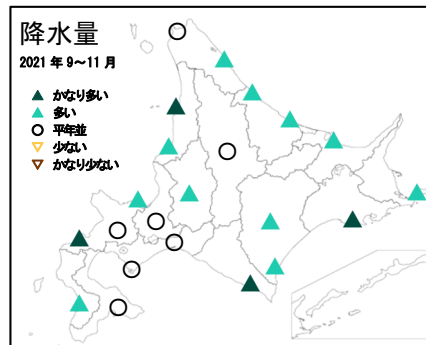 降水量
2021 年 9～11 月
かなり多い
多い
平年並
少ない
かなり少ない